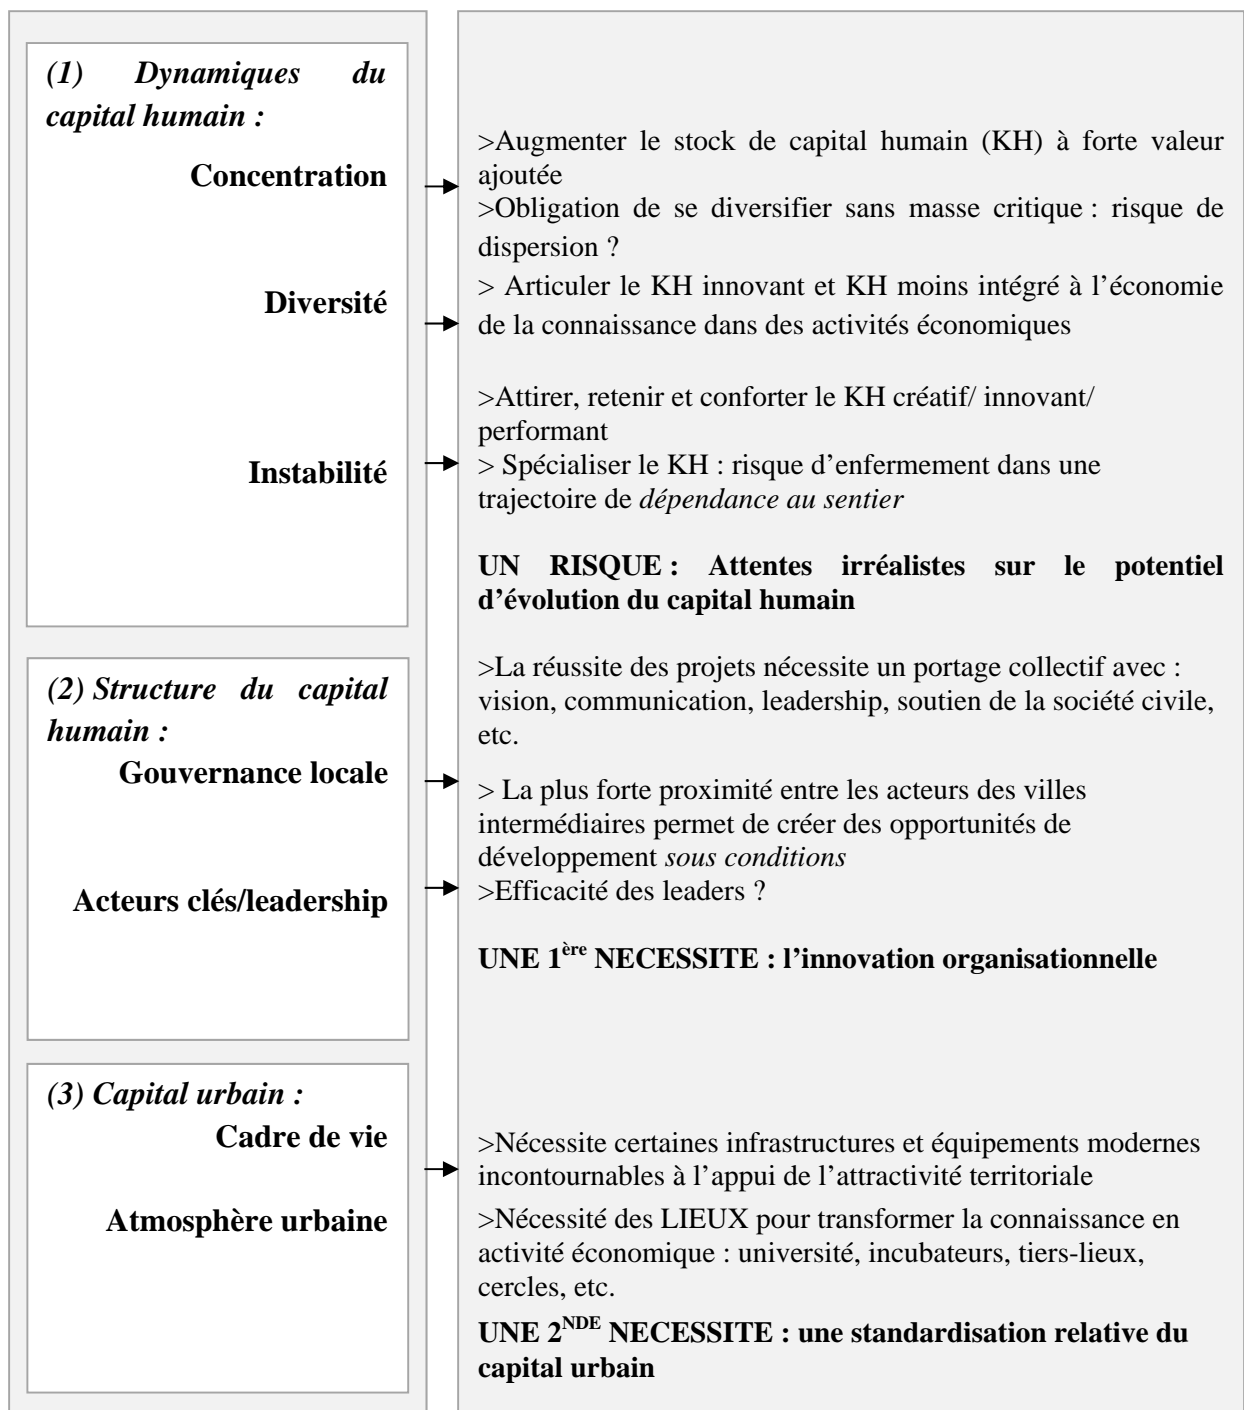 (1) Dynamiques du
capital humain :
Concentration
Diversité
Instabilité
>Augmenter le stock de capital humain (KH) à forte valeur
ajoutée
>Obligation de se diversifier sans masse critique : risque de
dispersion ?
> Articuler le KH innovant et KH moins intégré à l’économie
de la connaissance dans des activités économiques
>Attirer, retenir et conforter le KH créatif/ innovant/
performant
> Spécialiser le KH : risque d’enfermement dans une
trajectoire de dépendance au sentier
UN RISQUE : Attentes irréalistes sur le potentiel
d’évolution du capital humain
(2) Structure du capital
humain :
Gouvernance locale
Acteurs clés/leadership
>La réussite des projets nécessite un portage collectif avec :
vision, communication, leadership, soutien de la société civile,
etc.
> La plus forte proximité entre les acteurs des villes
intermédiaires permet de créer des opportunités de
développement sous conditions
>Efficacité des leaders ?
UNE 1ère NECESSITE : l’innovation organisationnelle
(3) Capital urbain :
Cadre de vie
Atmosphère urbaine
>Nécessite certaines infrastructures et équipements modernes
incontournables à l’appui de l’attractivité territoriale
>Nécessité des LIEUX pour transformer la connaissance en
activité économique : université, incubateurs, tiers-lieux,
cercles, etc.
UNE 2NDE NECESSITE : une standardisation relative du
capital urbain